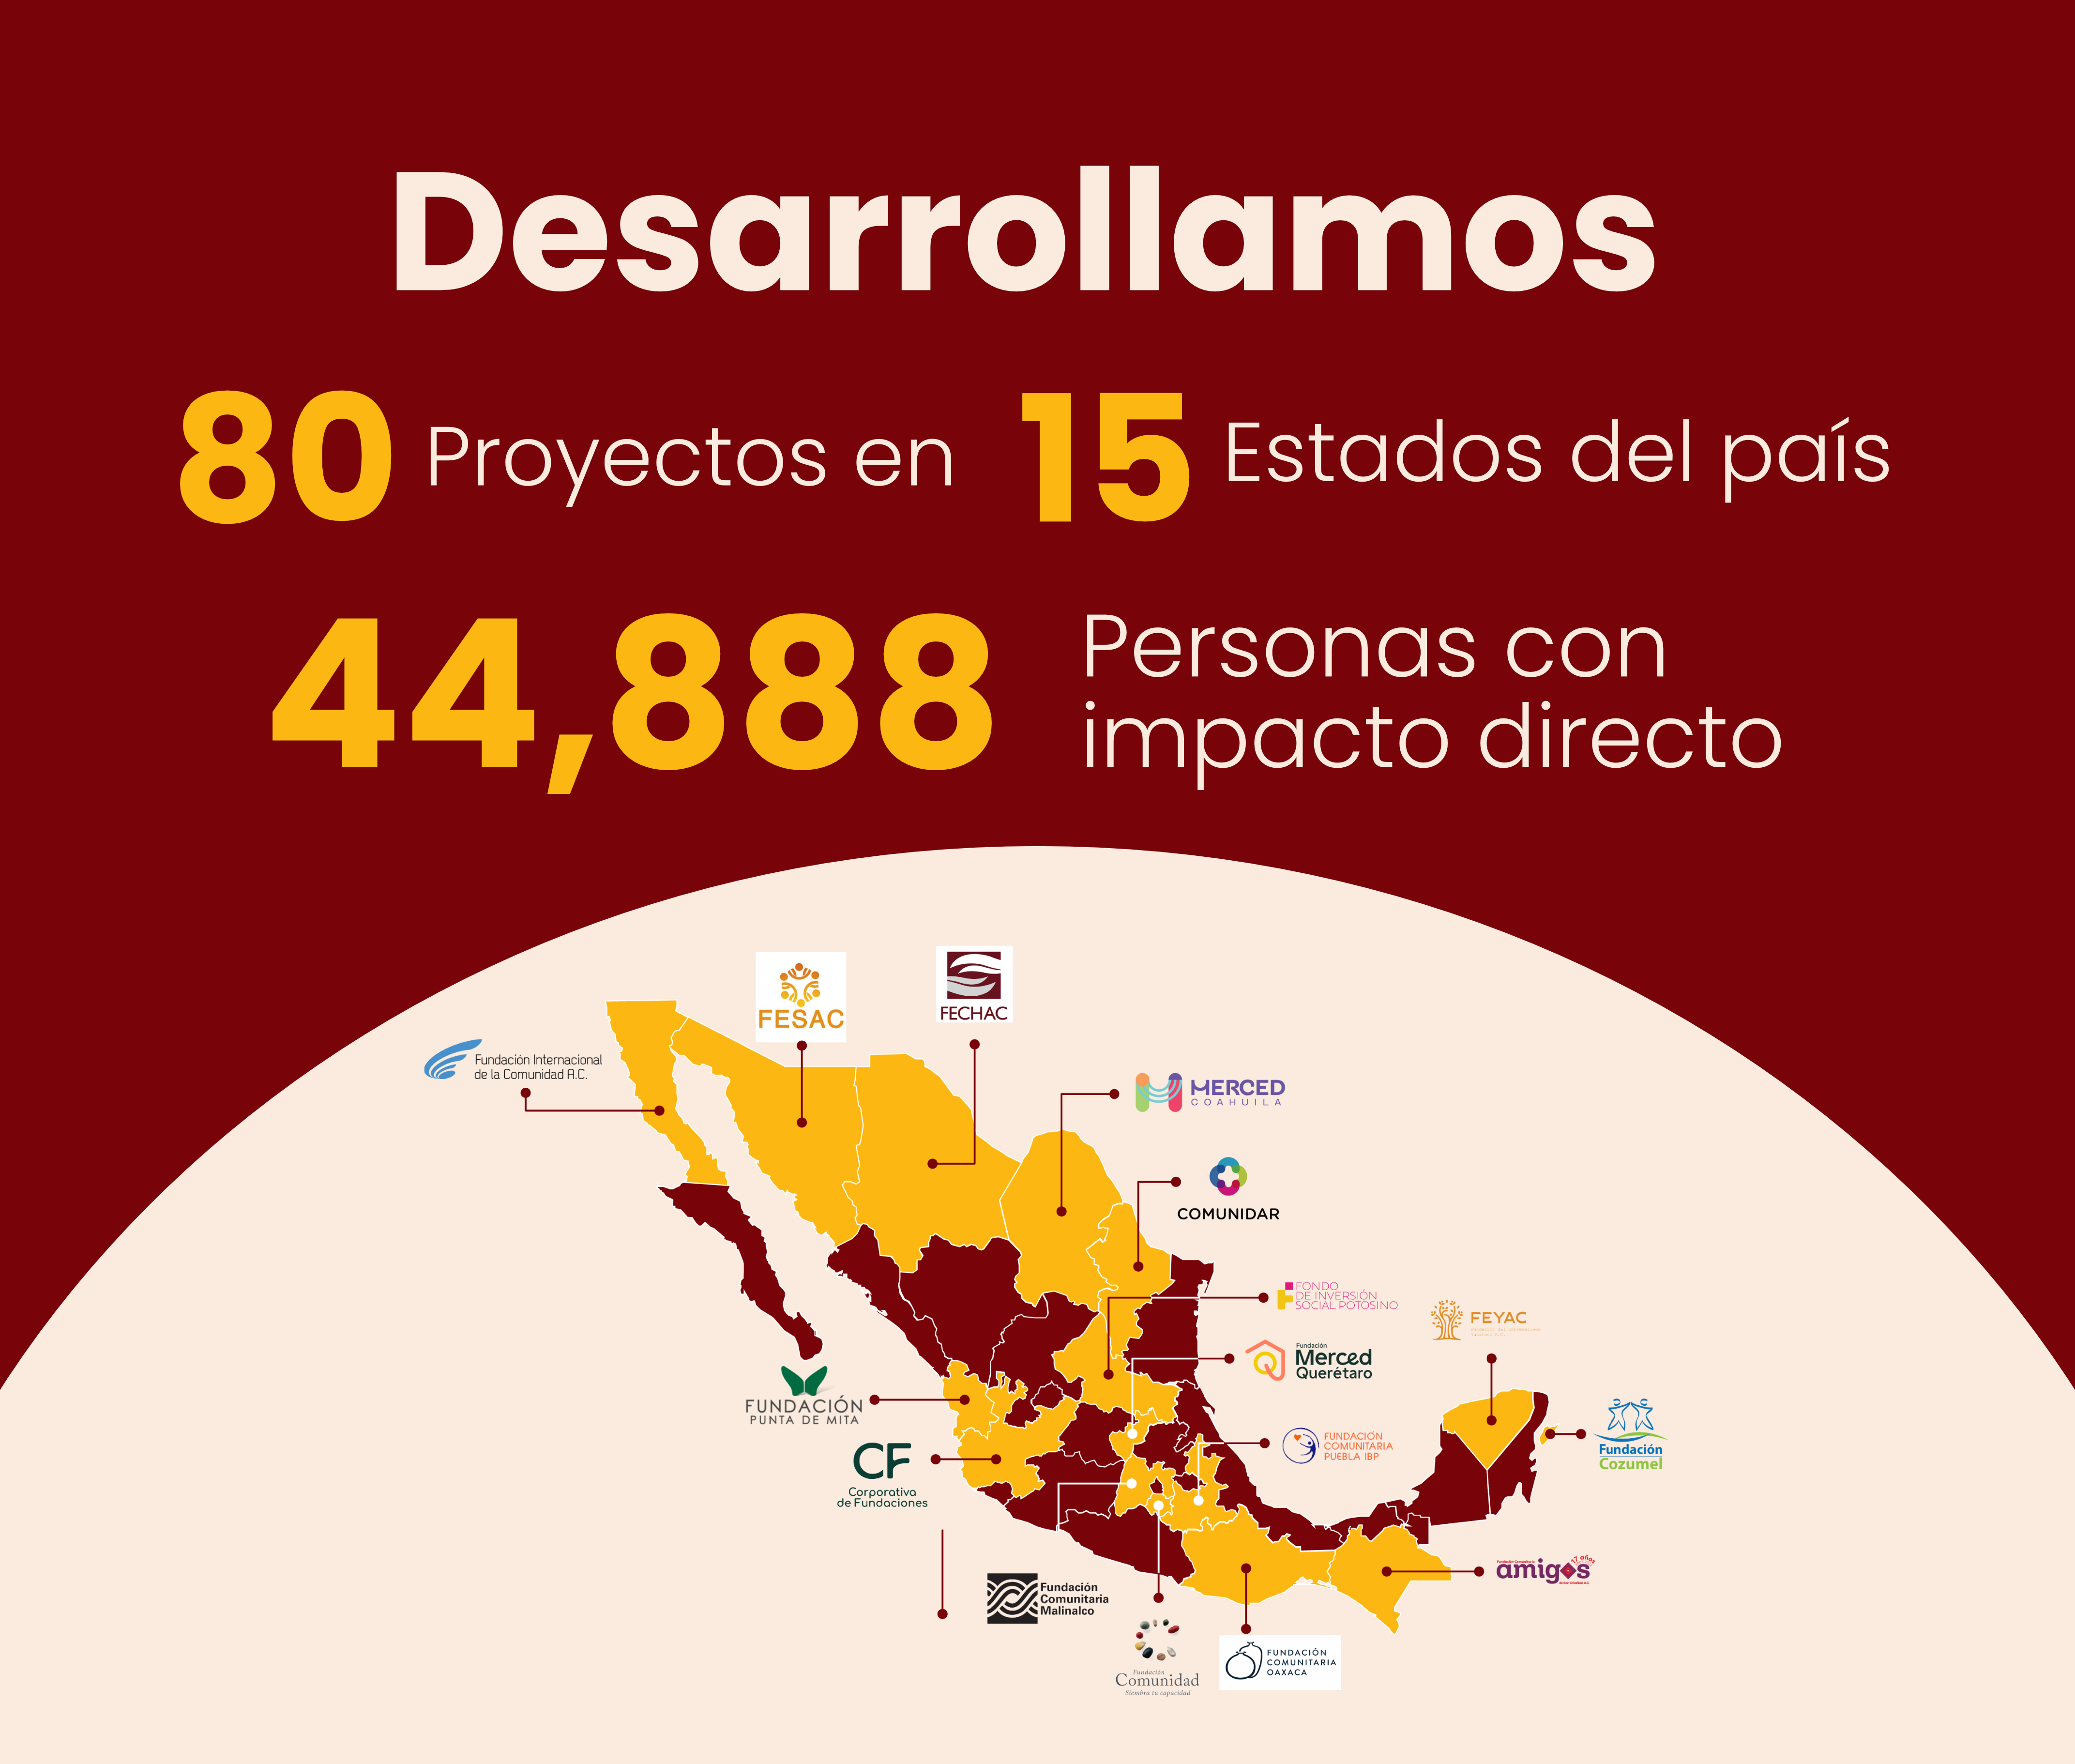 Desarrollamos
80 Proyectos en 15 Estados del país
44,888 Personas con
impacto directo
FESAC
FECHAC
Fundación Internacional
de la Comunidad A.C.
MERCED
COAHUILA
COMUNIDAR
FONDO
DE INVERSIÓN
SOCIAL POTOSINO
FEYAC
Fundación
Merced
Querétaro
FUNDACIÓN
PUNTA DE MITA
Fundación
Cozumel
FUNDACIÓN
COMUNITARIA
PUEBLA IBP
CF
Corporativa
de Fundaciones
17 años
amigos
Fundación
Comunitaria
Malinalco
Fundación
Comunidad
Siembra tu capacidad
FUNDACIÓN
COMUNITARIA
OAXACA